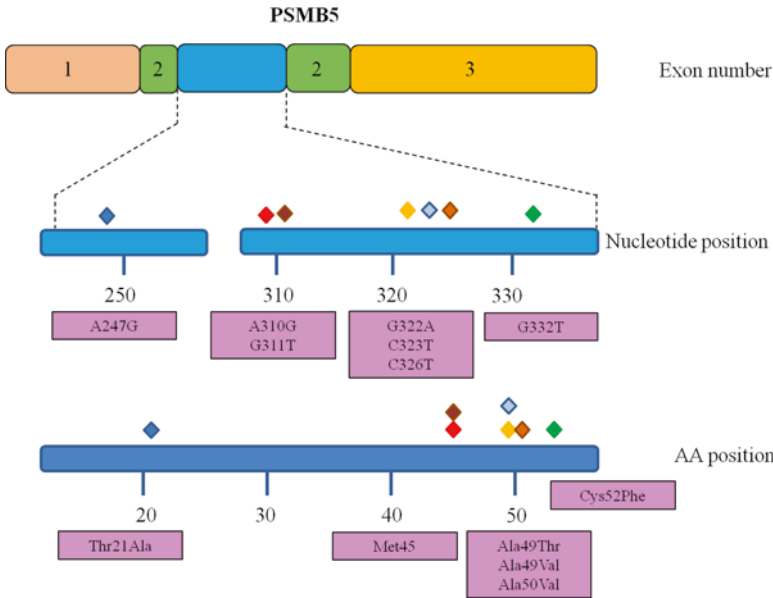 PSMB5
1 2 2 3 Exon number
Nucleotide position
250 310 320 330
A247G
A310G
G311T
G322A
C323T
C326T
G332T
AA position
20 30 40 50
Cys52Phe
Thr21Ala
Met45
Ala49Thr
Ala49Val
Ala50Val